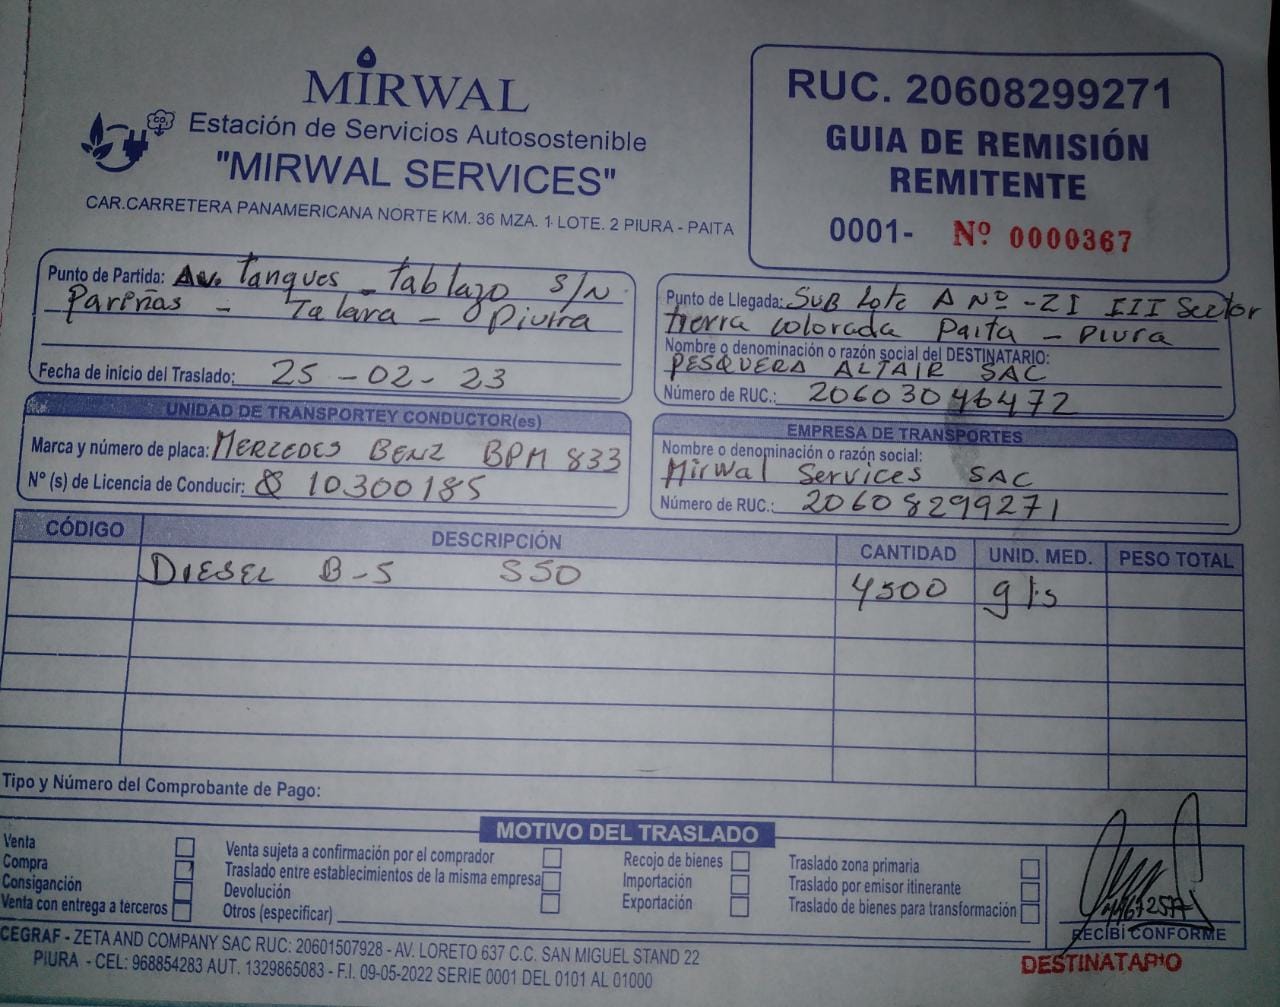 MIRWAL
Estación de Servicios Autosostenible
"MIRWAL SERVICES"
CAR.CARRETERA PANAMERICANA NORTE KM. 36 MZA. 1 LOTE. 2 PIURA - PAITA
RUC. 20608299271
GUIA DE REMISIÓN
REMITENTE
0001- Nº 0000367
Punto de Partida: Av. Tanques - tablazo S/N
Pariñas - Talara - Piura
Fecha de inicio del Traslado: 25-02-23
Punto de Llegada: Sub Lote A Nº - ZI III Sector
tierra colorada Paita - Piura
Nombre o denominación o razón social del DESTINATARIO:
PESQUERA ALTAIR SAC
Número de RUC.: 20603046472
UNIDAD DE TRANSPORTEY CONDUCTOR(es)
Marca y número de placa: MERCEDES BENZ BPM 833
Nº (s) de Licencia de Conducir: 10300185
EMPRESA DE TRANSPORTES
Nombre o denominación o razón social:
Mirwal Services SAC
Número de RUC.: 20608299271
CÓDIGO DESCRIPCIÓN CANTIDAD UNID. MED. PESO TOTAL
DIESEL B-5 S50 4500 gls
Tipo y Número del Comprobante de Pago:
MOTIVO DEL TRASLADO
Venta
Compra
Consiganción
Venta con entrega a terceros
Venta sujeta a confirmación por el comprador
Traslado entre establecimientos de la misma empresa
Devolución
Otros (especificar)
Recojo de bienes
Importación
Exportación
Traslado zona primaria
Traslado por emisor itinerante
Traslado de bienes para transformación
RECIBI CONFORME
DESTINATARIO
CEGRAF - ZETA AND COMPANY SAC RUC: 20601507928 - AV. LORETO 637 C.C. SAN MIGUEL STAND 22
PIURA - CEL: 968854283 AUT. 1329865083 - F.I. 09-05-2022 SERIE 0001 DEL 0101 AL 01000